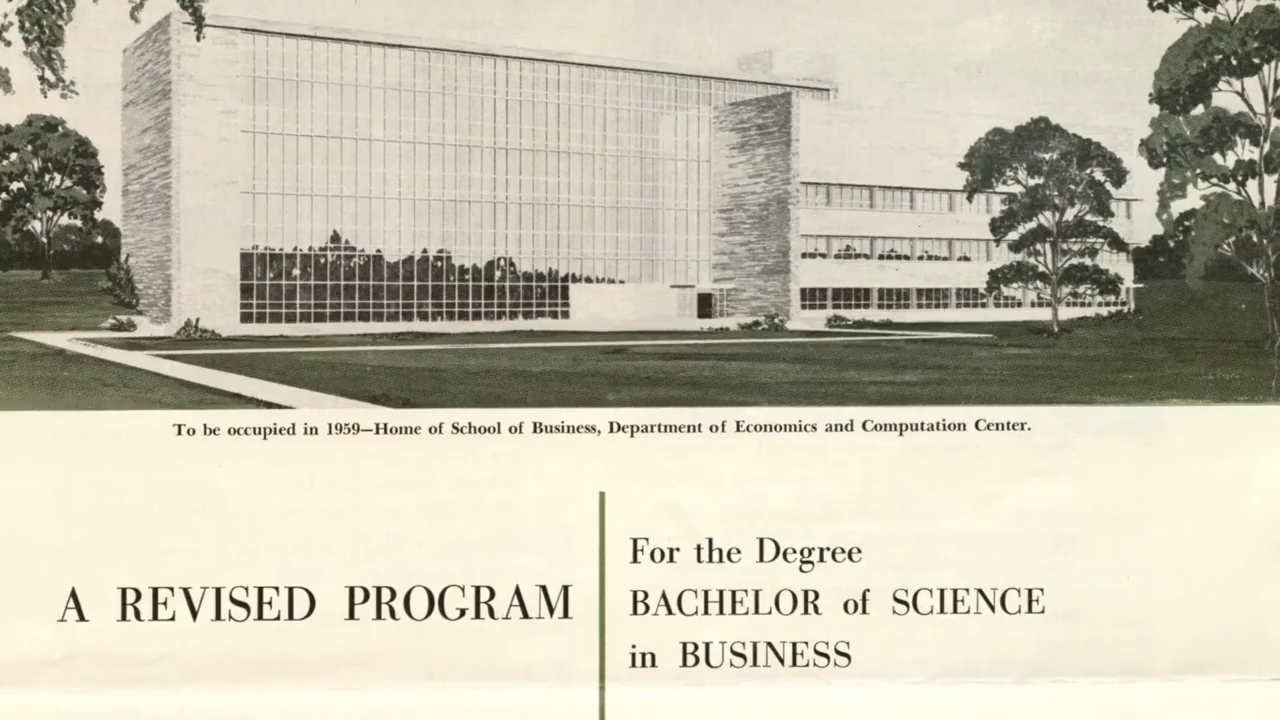 To be occupied in 1959—Home of School of Business, Department of Economics and Computation Center.
A REVISED PROGRAM
For the Degree
BACHELOR of SCIENCE
in BUSINESS